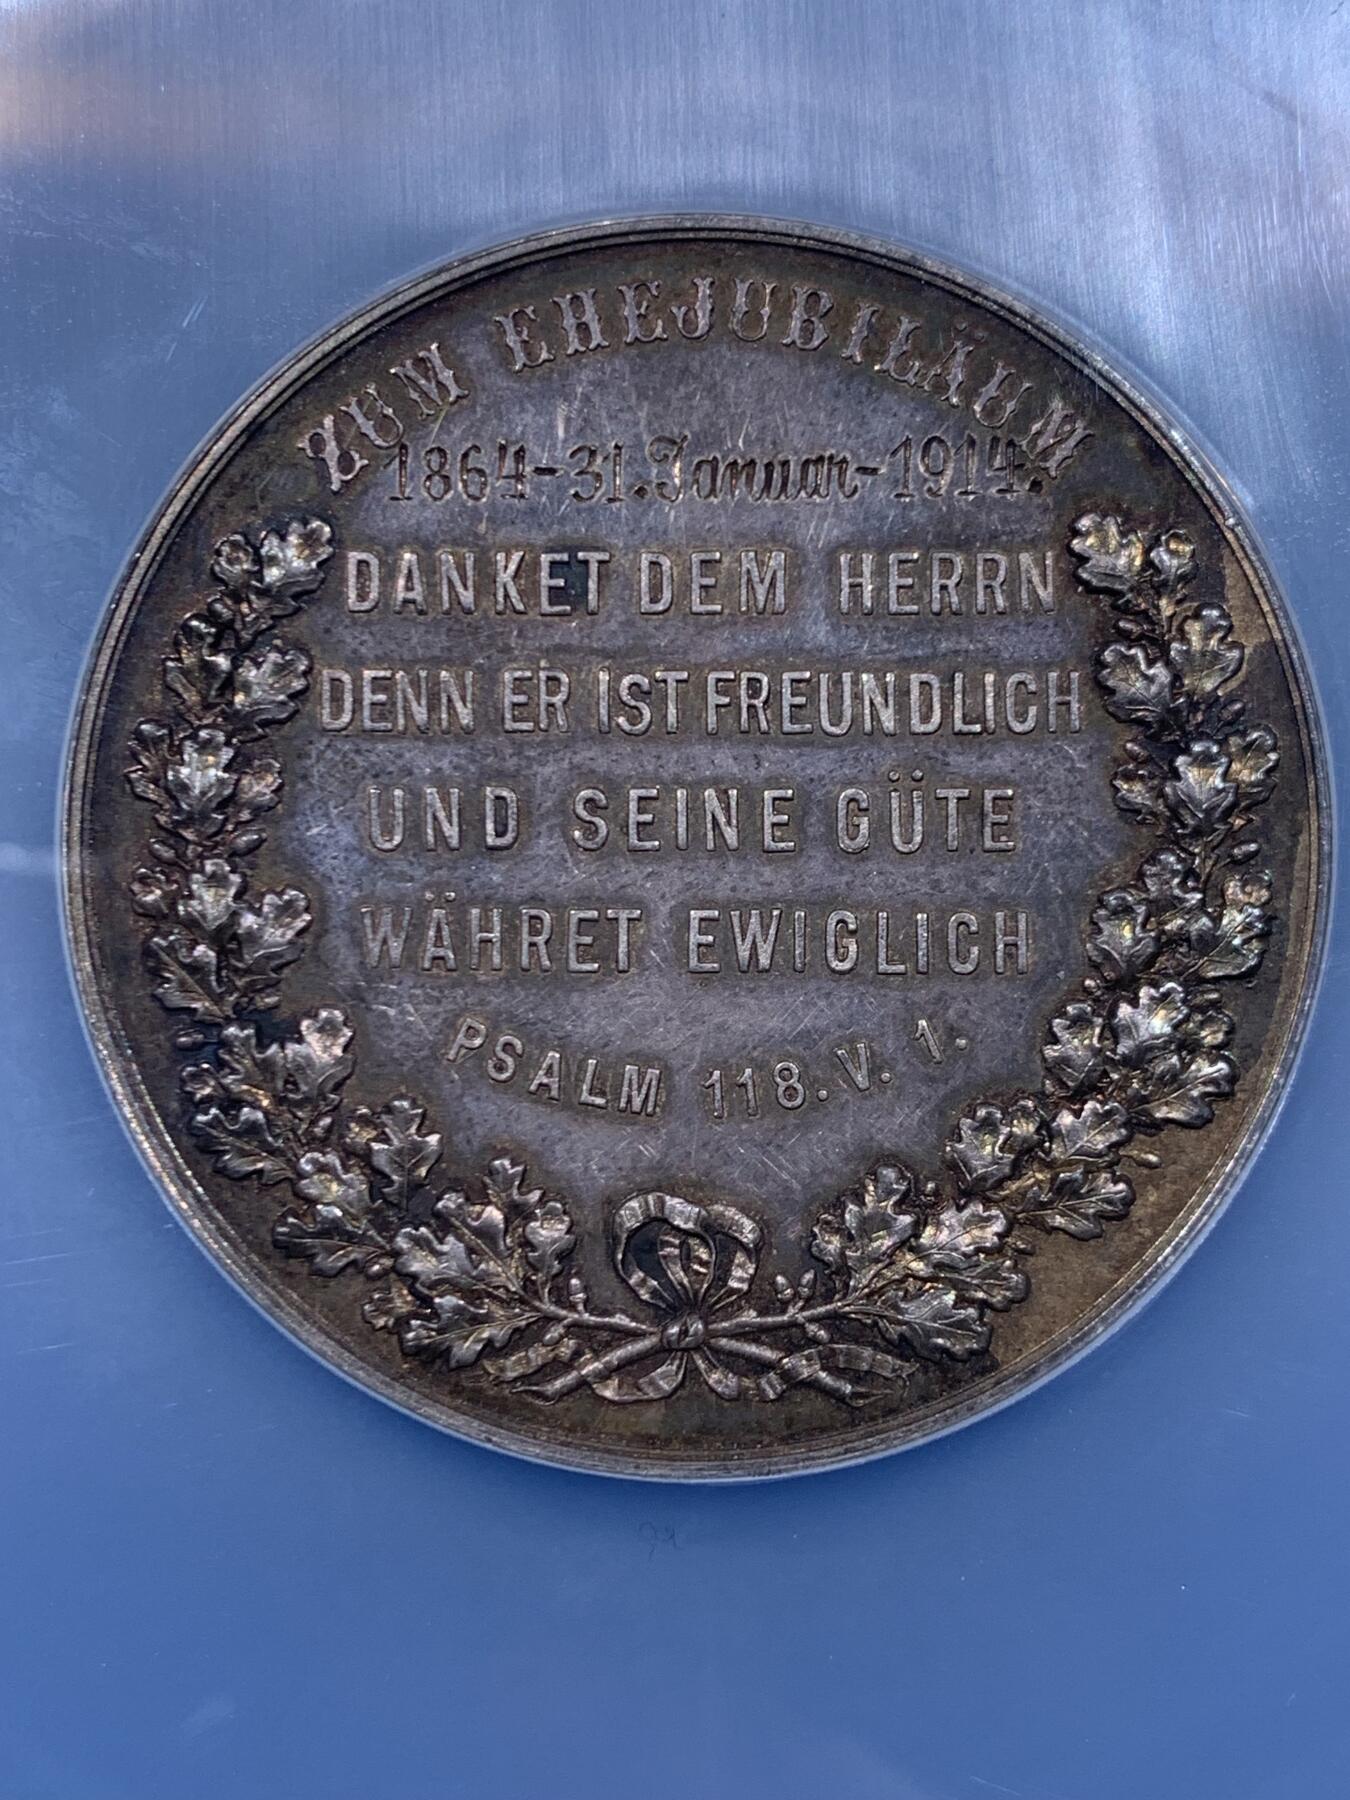 ZUM EHEJUBILÄUM
1864-31. Januar-1914.
DANKET DEM HERRN
DENN ER IST FREUNDLICH
UND SEINE GÜTE
WÄHRET EWIGLICH
PSALM 118. V. 1.